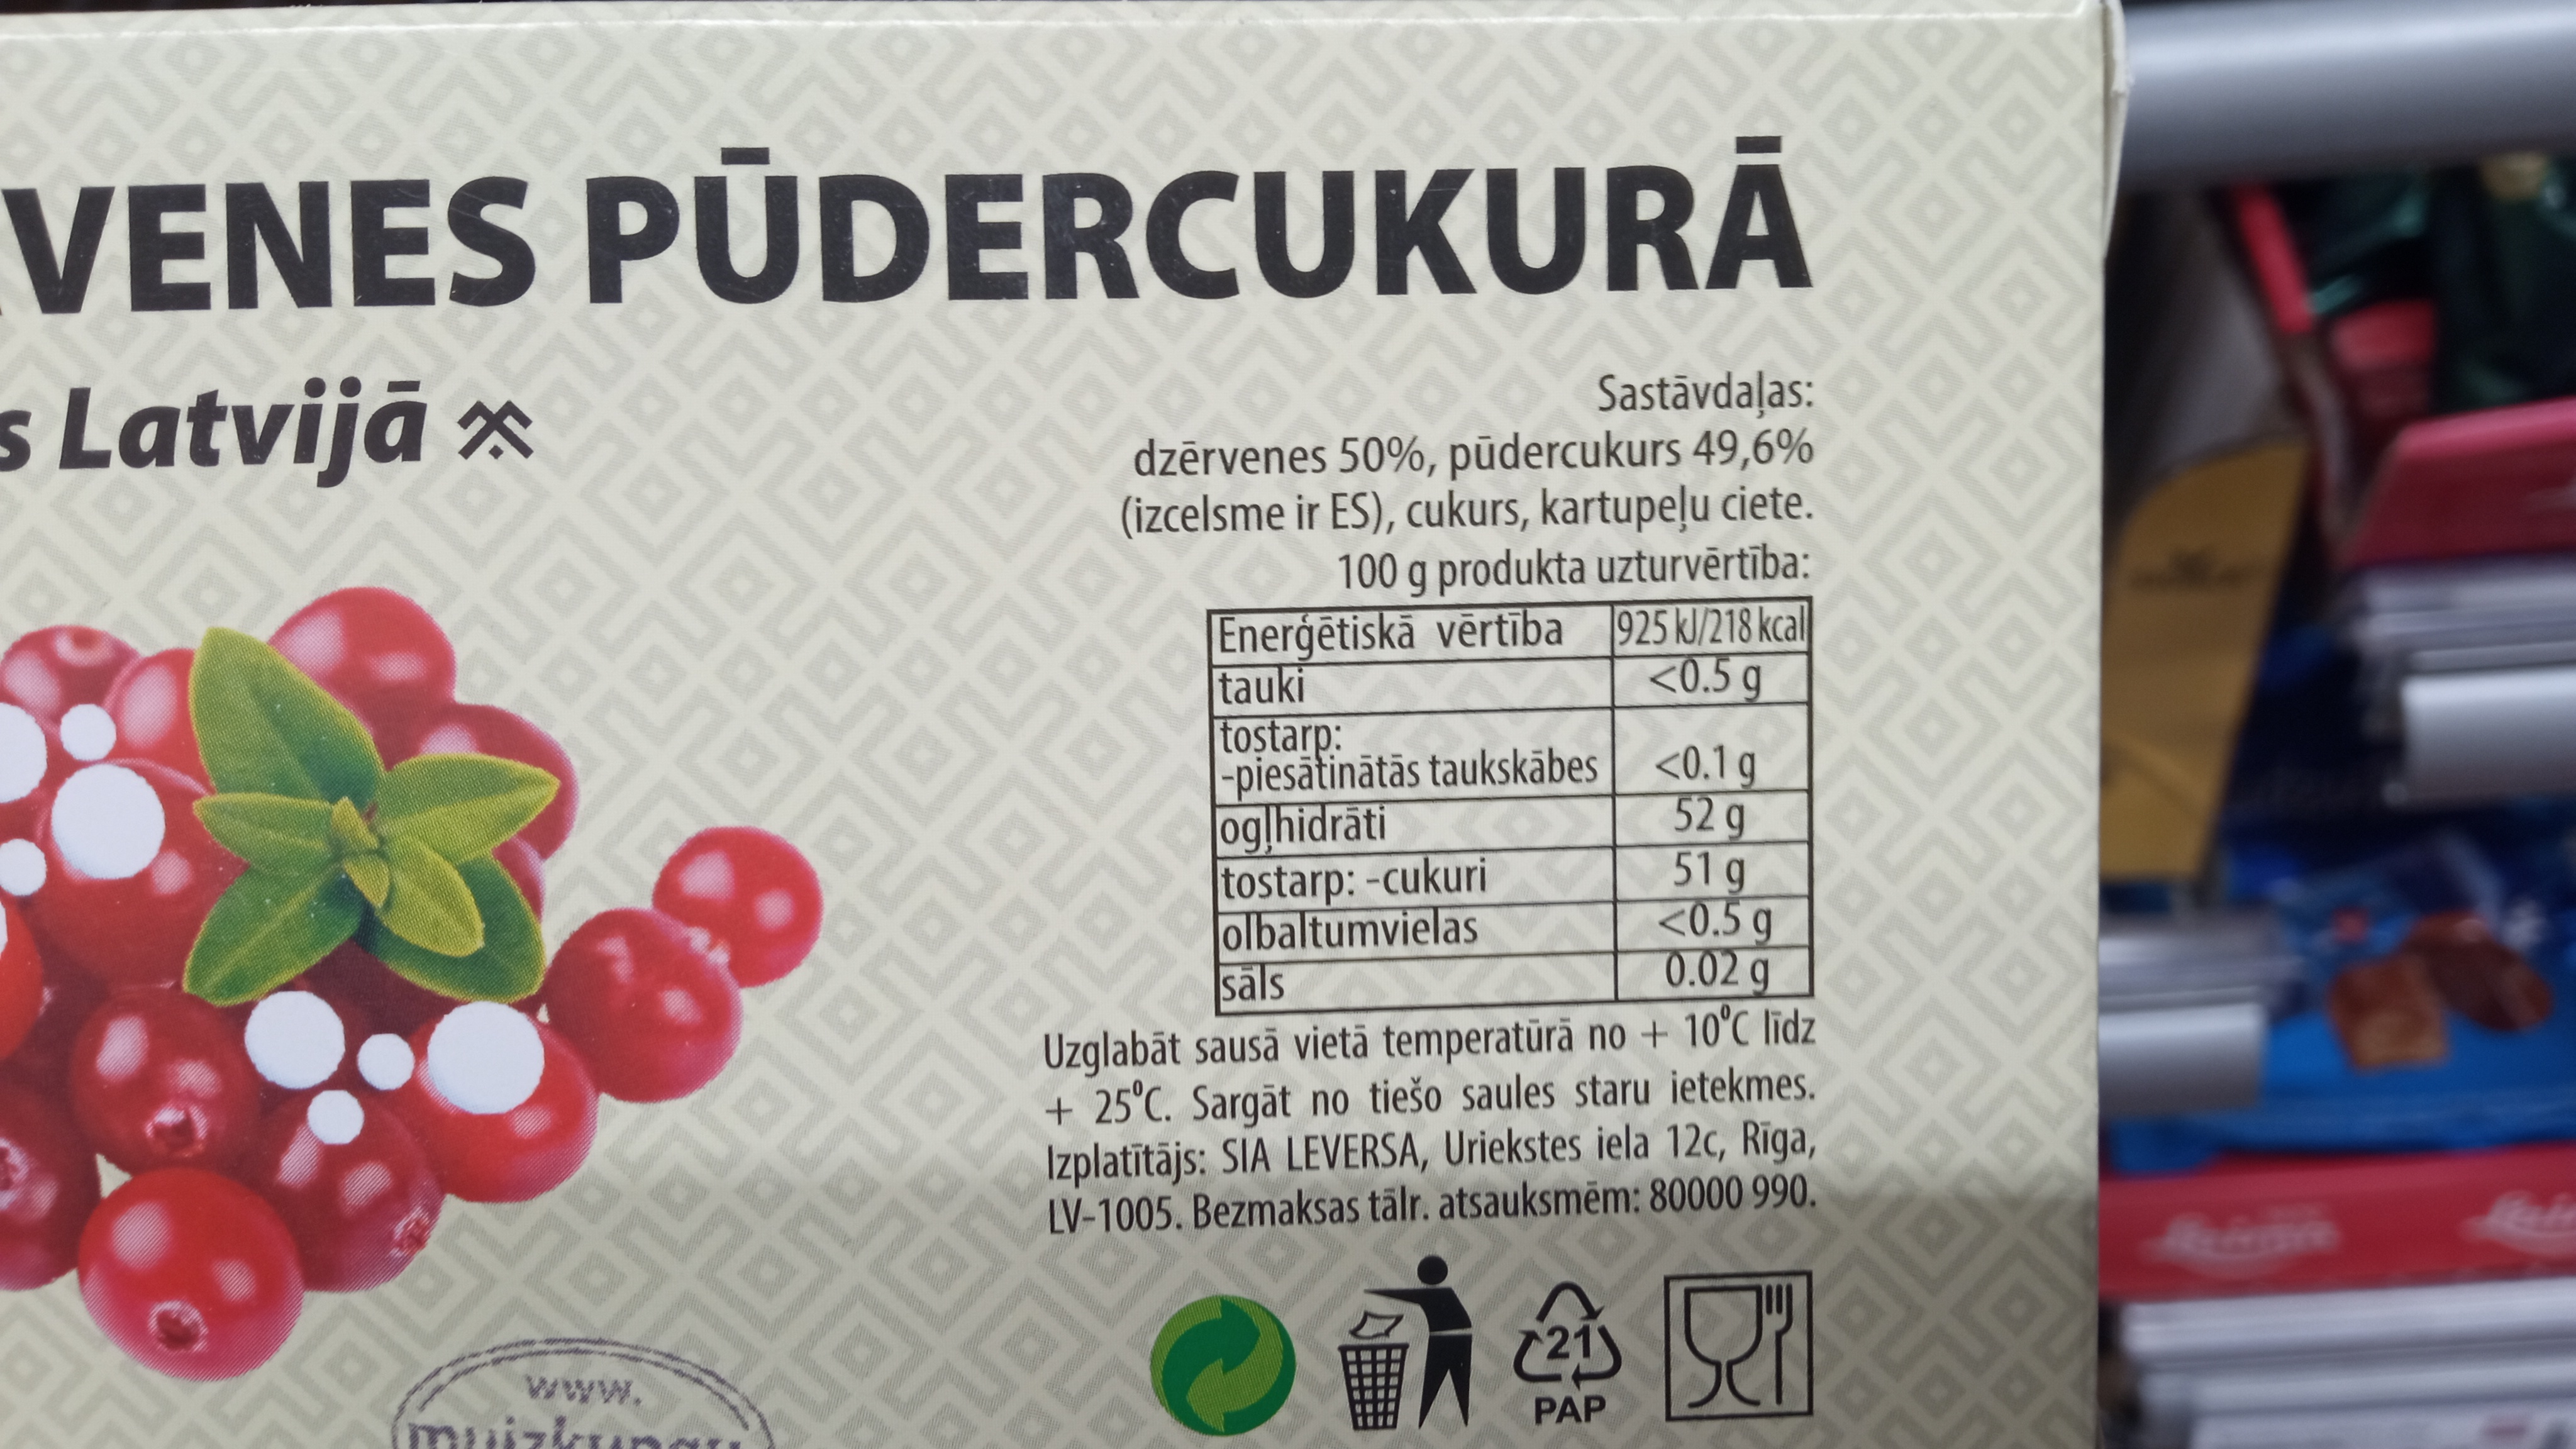 VENES PŪDERCUKURĀ
s Latvijā
Sastāvdaļas:
dzērvenes 50%, pūdercukurs 49,6%
(izcelsme ir ES), cukurs, kartupeļu ciete.
100 g produkta uzturvērtība:
Enerģētiskā vērtība 925 kJ/218 kcal
tauki <0.5 g
tostarp:
-piesātinātās taukskābes <0.1 g
ogļhidrāti 52 g
tostarp: -cukuri 51 g
olbaltumvielas <0.5 g
sāls 0.02 g
Uzglabāt sausā vietā temperatūrā no + 10⁰C līdz
+ 25⁰C. Sargāt no tiešo saules staru ietekmes.
Izplatītājs: SIA LEVERSA, Uriekstes iela 12c, Rīga,
LV-1005. Bezmaksas tālr. atsauksmēm: 80000 990.
21
PAP
www.